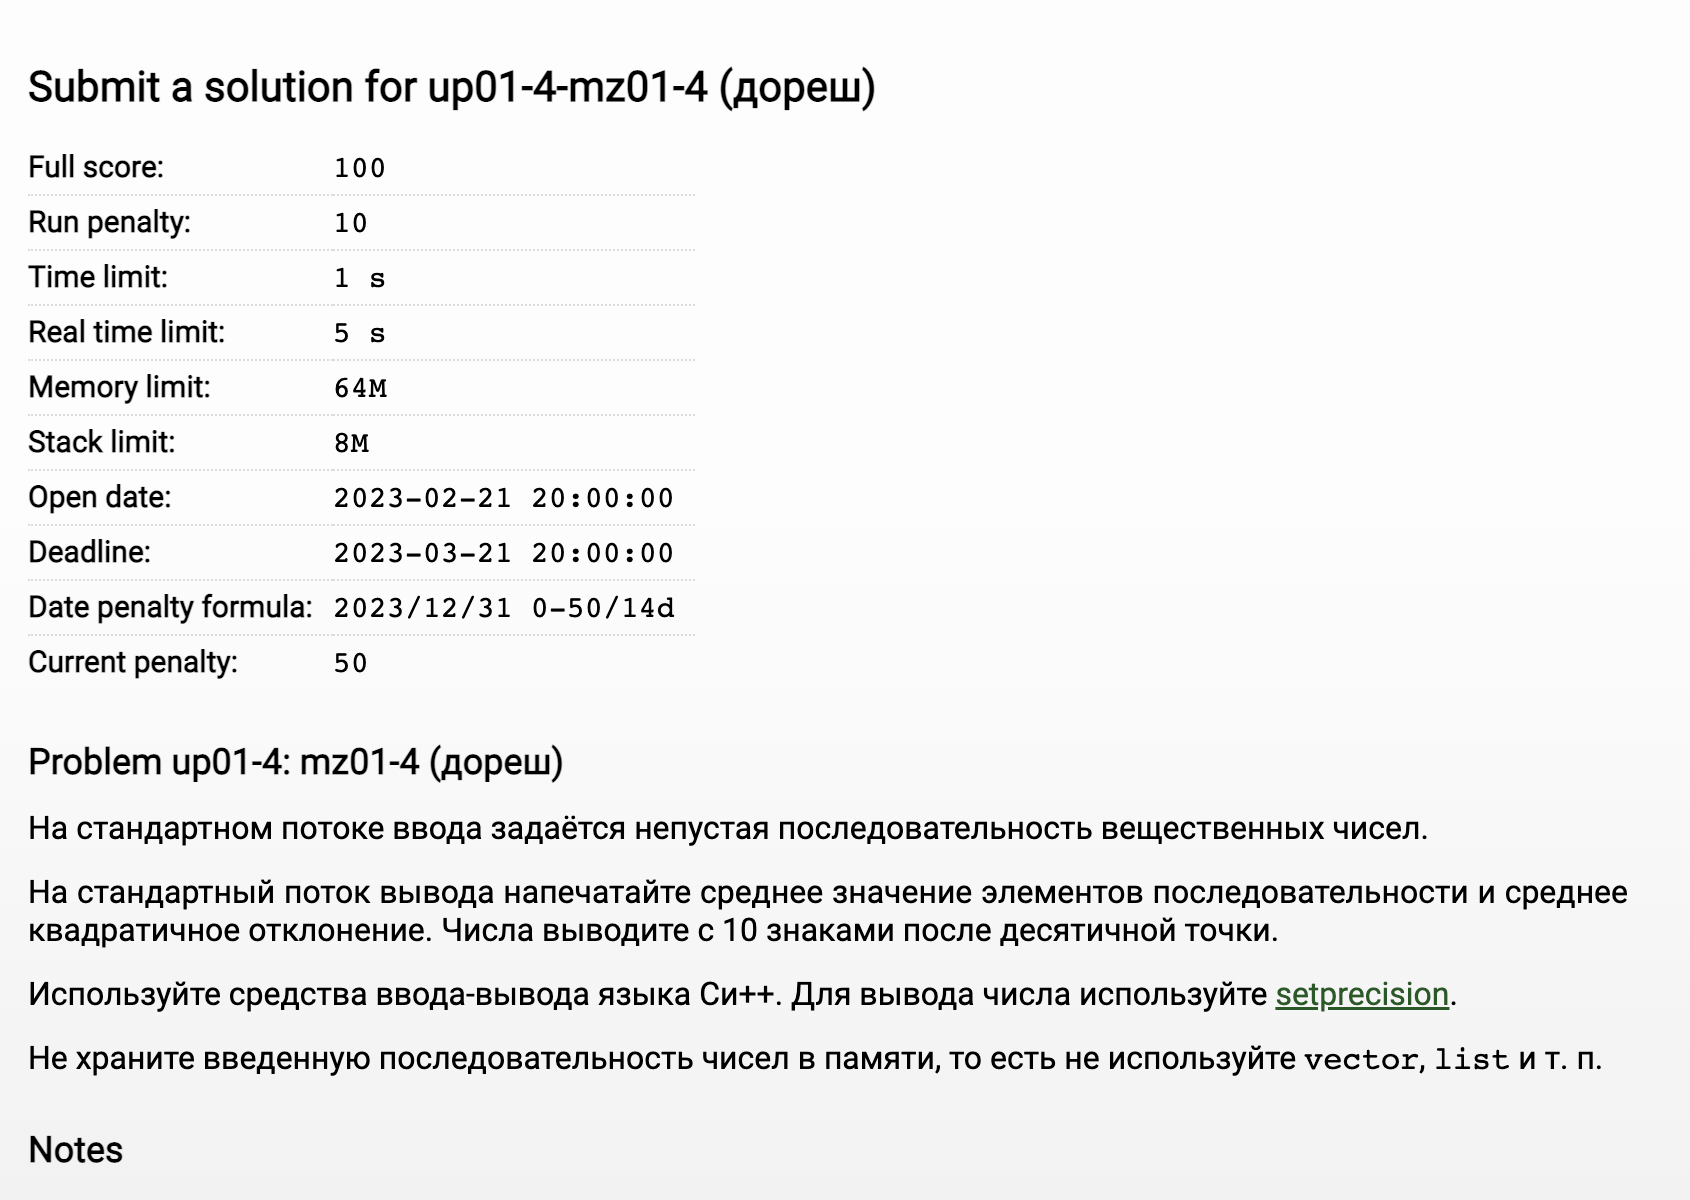 Submit a solution for up01-4-mz01-4 (дореш)
Full score: 100
Run penalty: 10
Time limit: 1 s
Real time limit: 5 s
Memory limit: 64M
Stack limit: 8M
Open date: 2023-02-21 20:00:00
Deadline: 2023-03-21 20:00:00
Date penalty formula: 2023/12/31 0-50/14d
Current penalty: 50
Problem up01-4: mz01-4 (дореш)
На стандартном потоке ввода задаётся непустая последовательность вещественных чисел.
На стандартный поток вывода напечатайте среднее значение элементов последовательности и среднее
квадратичное отклонение. Числа выводите с 10 знаками после десятичной точки.
Используйте средства ввода-вывода языка Си++. Для вывода числа используйте setprecision.
Не храните введенную последовательность чисел в памяти, то есть не используйте vector, list и т. п.
Notes